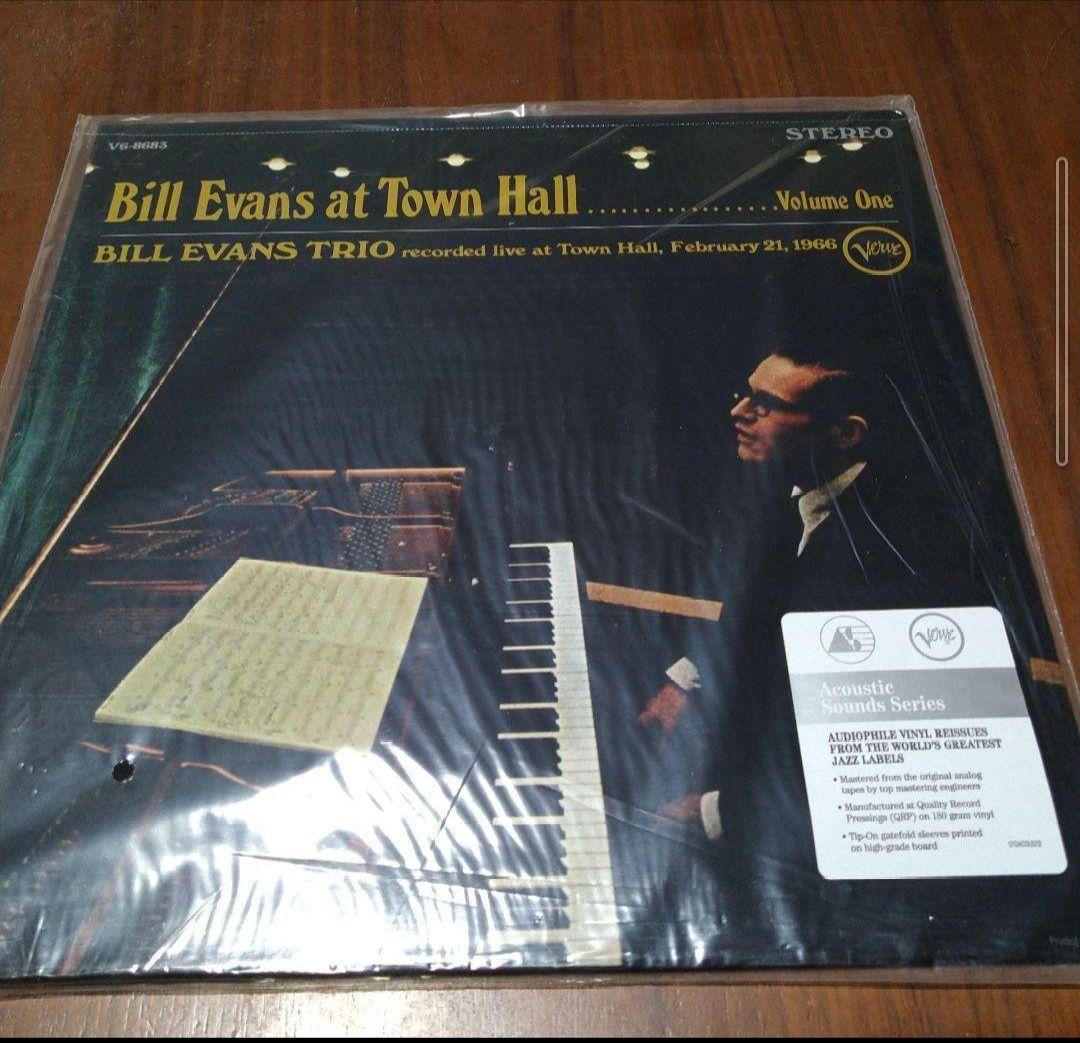 V6-8683
STEREO
Bill Evans at Town Hall..................Volume One
BILL EVANS TRIO recorded live at Town Hall, February 21, 1966 Verve
AS Verve
Acoustic
Sounds Series
AUDIOPHILE VINYL REISSUES
FROM THE WORLD'S GREATEST
JAZZ LABELS
• Mastered from the original analog
tapes by top mastering engineers
• Manufactured at Quality Record
Pressings (QRP) on 180 gram vinyl
• Tip-On gatefold sleeves printed
on high-grade board